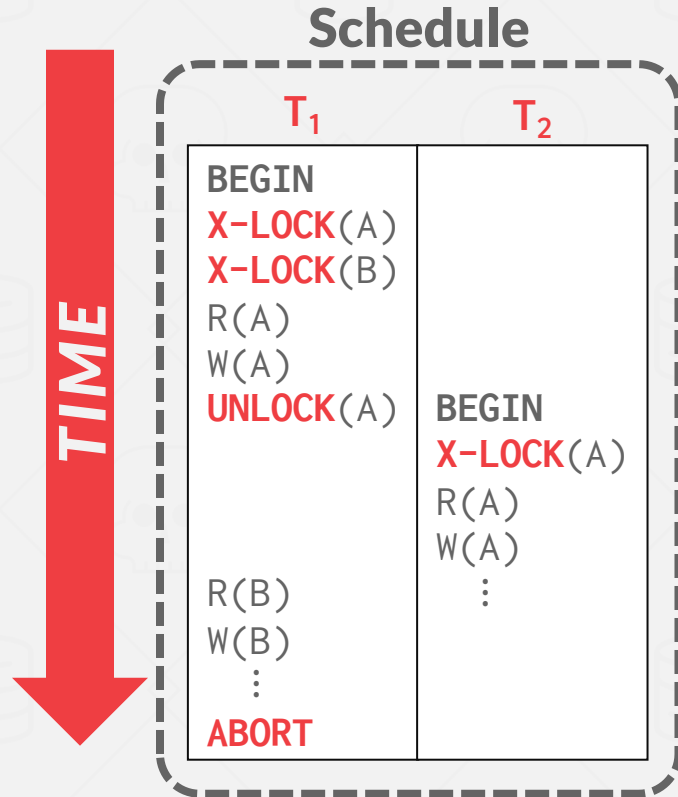 Schedule
TIME
T₁ T₂
BEGIN
X-LOCK(A)
X-LOCK(B)
R(A)
W(A)
UNLOCK(A) BEGIN
X-LOCK(A)
R(A)
W(A)
R(B) ⋮
W(B)
⋮
ABORT